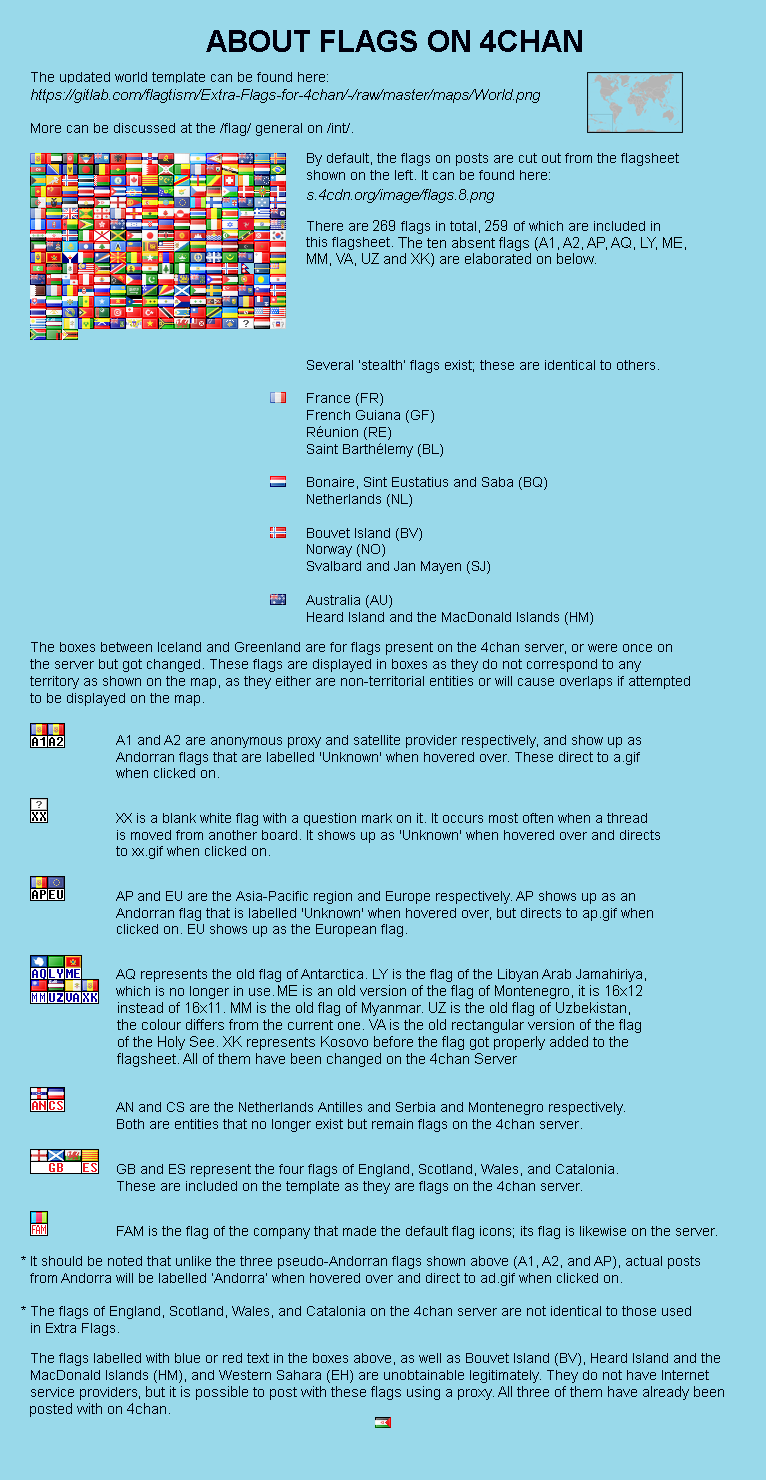 ABOUT FLAGS ON 4CHAN
The updated world template can be found here:
https://gitlab.com/flagtism/Extra-Flags-for-4chan/-/raw/master/maps/World.png
More can be discussed at the /flag/ general on /int/.
By default, the flags on posts are cut out from the flagsheet
shown on the left. It can be found here:
s.4cdn.org/image/flags.8.png
There are 269 flags in total, 259 of which are included in
this flagsheet. The ten absent flags (A1, A2, AP, AQ, LY, ME,
MM, VA, UZ and XK) are elaborated on below.
Several 'stealth' flags exist; these are identical to others.
France (FR)
French Guiana (GF)
Réunion (RE)
Saint Barthélemy (BL)
Bonaire, Sint Eustatius and Saba (BQ)
Netherlands (NL)
Bouvet Island (BV)
Norway (NO)
Svalbard and Jan Mayen (SJ)
Australia (AU)
Heard Island and the MacDonald Islands (HM)
The boxes between Iceland and Greenland are for flags present on the 4chan server, or were once on
the server but got changed. These flags are displayed in boxes as they do not correspond to any
territory as shown on the map, as they either are non-territorial entities or will cause overlaps if attempted
to be displayed on the map.
A1 A2
A1 and A2 are anonymous proxy and satellite provider respectively, and show up as
Andorran flags that are labelled 'Unknown' when hovered over. These direct to a.gif
when clicked on.
?
XX
XX is a blank white flag with a question mark on it. It occurs most often when a thread
is moved from another board. It shows up as 'Unknown' when hovered over and directs
to xx.gif when clicked on.
AP EU
AP and EU are the Asia-Pacific region and Europe respectively. AP shows up as an
Andorran flag that is labelled 'Unknown' when hovered over, but directs to ap.gif when
clicked on. EU shows up as the European flag.
AQ LY ME
MM UZ VA XK
AQ represents the old flag of Antarctica. LY is the flag of the Libyan Arab Jamahiriya,
which is no longer in use. ME is an old version of the flag of Montenegro, it is 16x12
instead of 16x11. MM is the old flag of Myanmar. UZ is the old flag of Uzbekistan,
the colour differs from the current one. VA is the old rectangular version of the flag
of the Holy See. XK represents Kosovo before the flag got properly added to the
flagsheet. All of them have been changed on the 4chan Server
AN CS
AN and CS are the Netherlands Antilles and Serbia and Montenegro respectively.
Both are entities that no longer exist but remain flags on the 4chan server.
GB ES
GB and ES represent the four flags of England, Scotland, Wales, and Catalonia.
These are included on the template as they are flags on the 4chan server.
FAM
FAM is the flag of the company that made the default flag icons; its flag is likewise on the server.
* It should be noted that unlike the three pseudo-Andorran flags shown above (A1, A2, and AP), actual posts
from Andorra will be labelled 'Andorra' when hovered over and direct to ad.gif when clicked on.
* The flags of England, Scotland, Wales, and Catalonia on the 4chan server are not identical to those used
in Extra Flags.
The flags labelled with blue or red text in the boxes above, as well as Bouvet Island (BV), Heard Island and the
MacDonald Islands (HM), and Western Sahara (EH) are unobtainable legitimately. They do not have Internet
service providers, but it is possible to post with these flags using a proxy. All three of them have already been
posted with on 4chan.